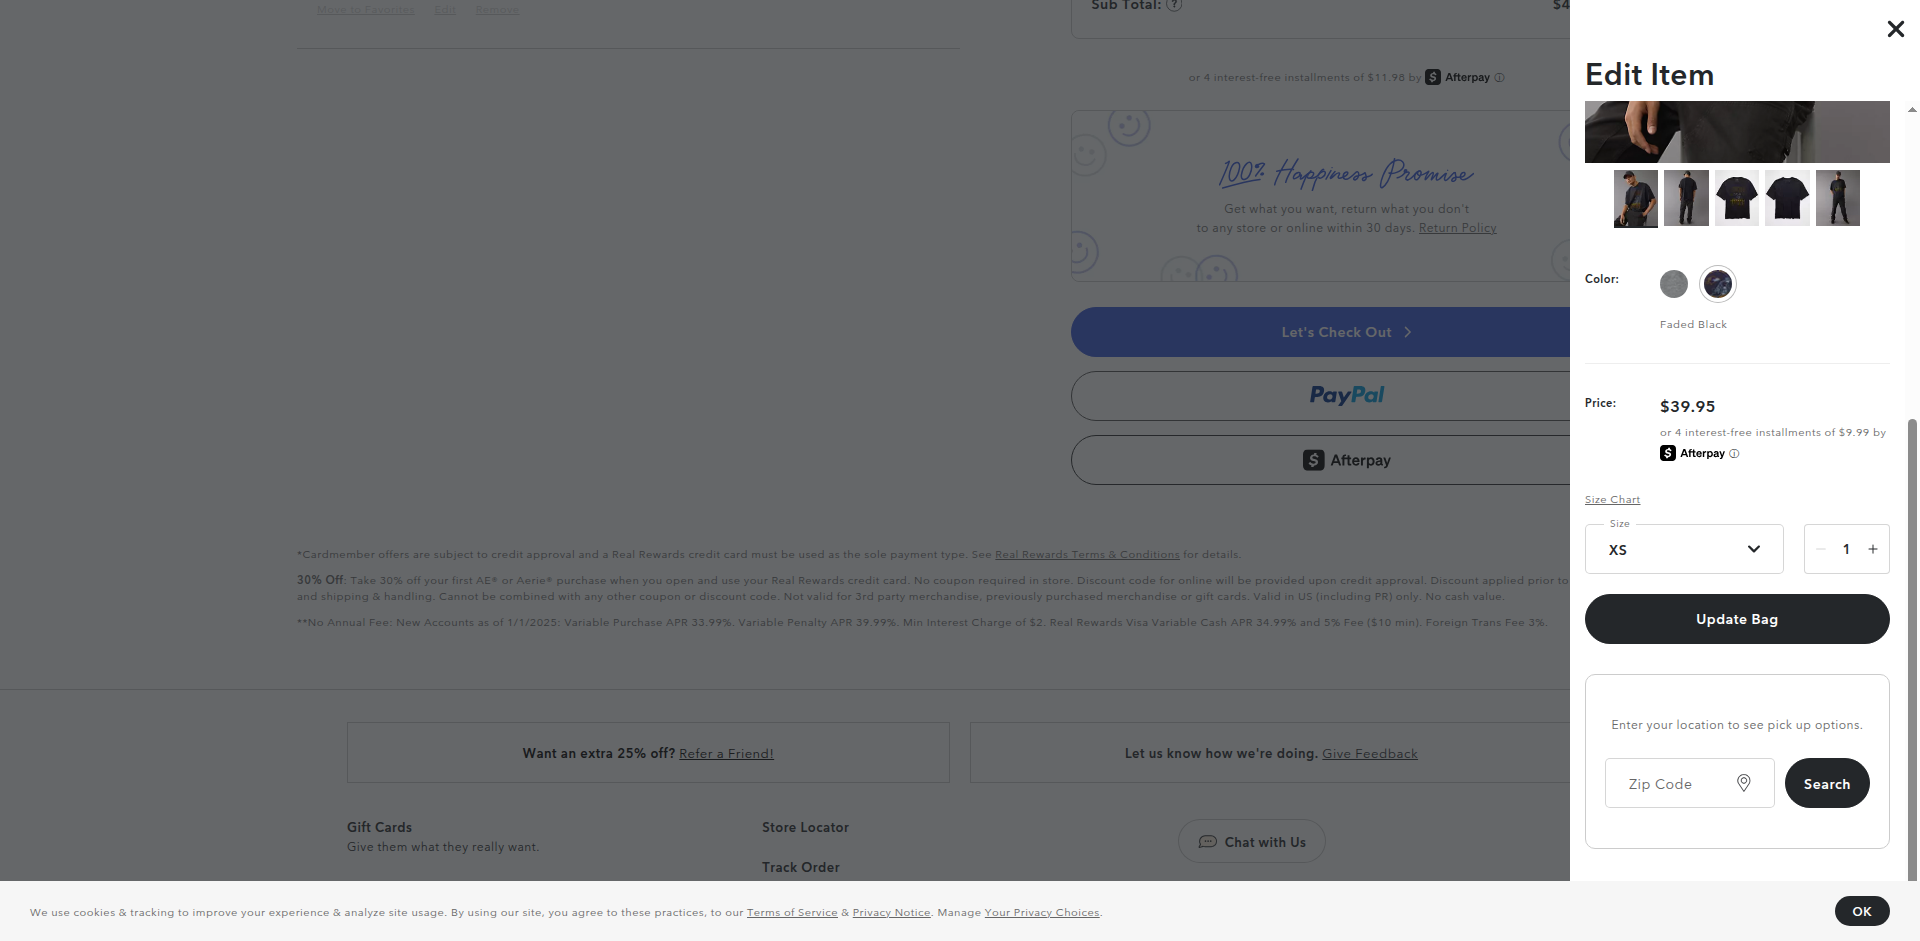 Move to Favorites Edit Remove
Sub Total: ? $4
or 4 interest-free installments of $11.98 by Afterpay
100% Happiness Promise
Get what you want, return what you don't
to any store or online within 30 days. Return Policy
Let's Check Out
PayPal
Afterpay
*Cardmember offers are subject to credit approval and a Real Rewards credit card must be used as the sole payment type. See Real Rewards Terms & Conditions for details.
30% Off: Take 30% off your first AE® or Aerie® purchase when you open and use your Real Rewards credit card. No coupon required in store. Discount code for online will be provided upon credit approval. Discount applied prior to
and shipping & handling. Cannot be combined with any other coupon or discount code. Not valid for 3rd party merchandise, previously purchased merchandise or gift cards. Valid in US (including PR) only. No cash value.
**No Annual Fee: New Accounts as of 1/1/2025: Variable Purchase APR 33.99%. Variable Penalty APR 39.99%. Min Interest Charge of $2. Real Rewards Visa Variable Cash APR 34.99% and 5% Fee ($10 min). Foreign Trans Fee 3%.
Want an extra 25% off? Refer a Friend!
Let us know how we're doing. Give Feedback
Gift Cards
Give them what they really want.
Store Locator
Track Order
Chat with Us
Edit Item
Color:
Faded Black
Price:
$39.95
or 4 interest-free installments of $9.99 by
Afterpay
Size Chart
Size
XS
1 +
Update Bag
Enter your location to see pick up options.
Zip Code
Search
We use cookies & tracking to improve your experience & analyze site usage. By using our site, you agree to these practices, to our Terms of Service & Privacy Notice. Manage Your Privacy Choices.
OK